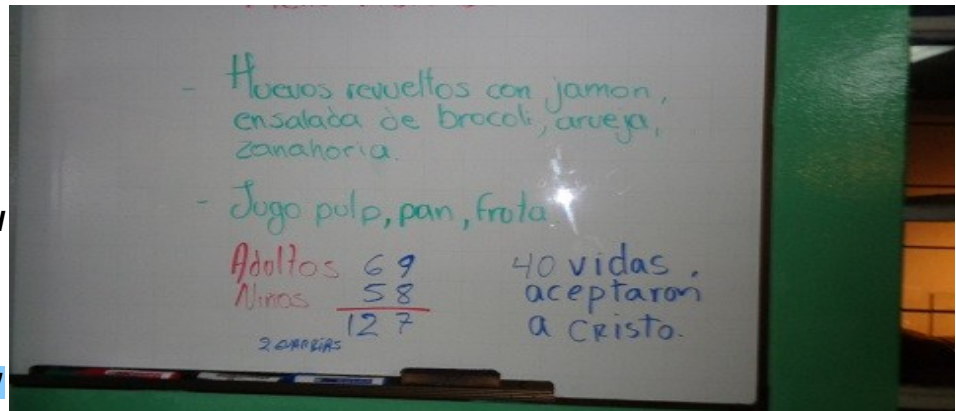 - Huevos revueltos con jamon,
ensalada de brocoli, arveja,
zanahoria.
- Jugo pulp, pan, fruta.
Adultos 69
Ninos 58
127
40 vidas
aceptaron
a CRisto.